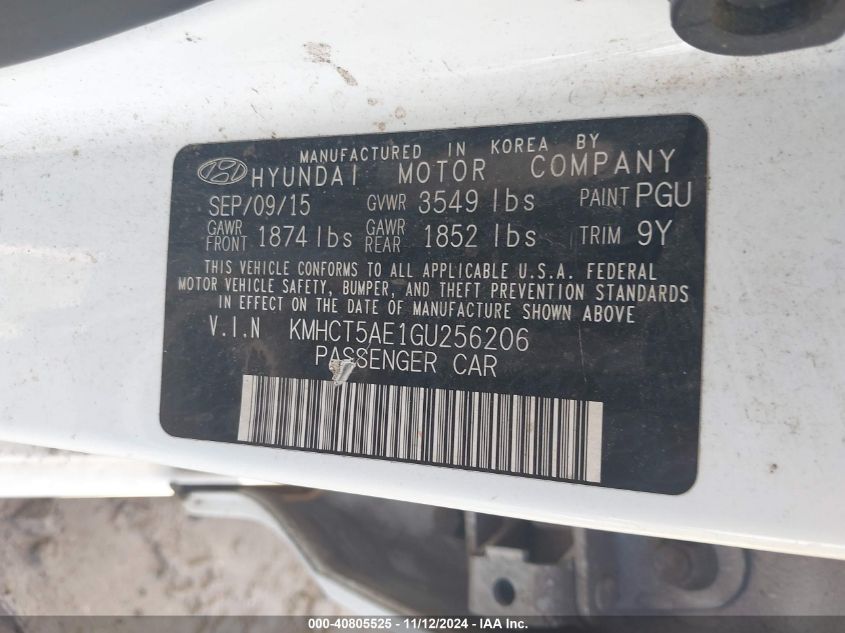 MANUFACTURED IN KOREA BY
HYUNDAI MOTOR COMPANY
SEP/09/15 GVWR 3549 lbs PAINT PGU
GAWR FRONT 1874 lbs GAWR REAR 1852 lbs TRIM 9Y
THIS VEHICLE CONFORMS TO ALL APPLICABLE U.S.A. FEDERAL
MOTOR VEHICLE SAFETY, BUMPER, AND THEFT PREVENTION STANDARDS
IN EFFECT ON THE DATE OF MANUFACTURE SHOWN ABOVE
V.I.N KMHCT5AE1GU256206
PASSENGER CAR
000-40805525 - 11/12/2024 - www.iaai.com